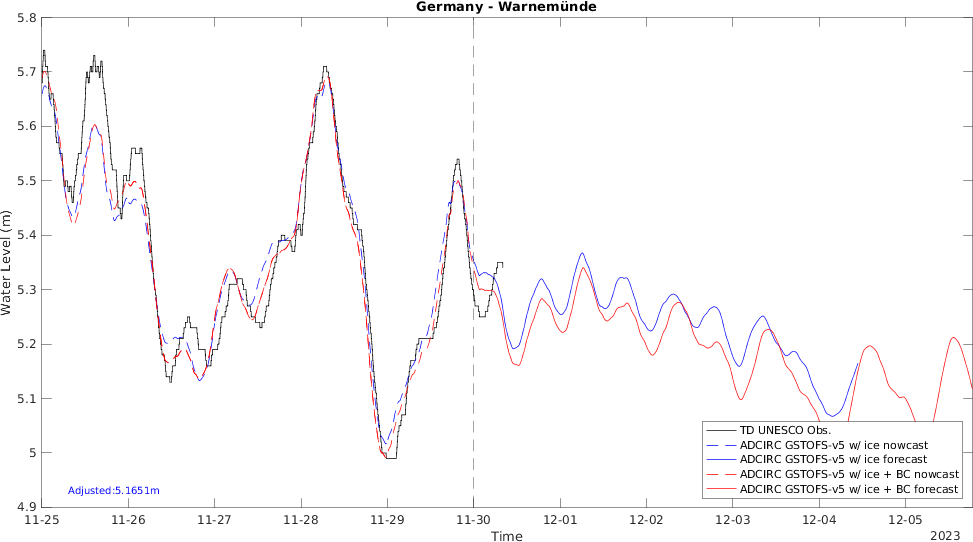 Germany - Warnemünde
5.8
5.7
5.6
5.5
5.4
5.3
5.2
5.1
5
4.9
Water Level (m)
Adjusted:5.1651m
TD UNESCO Obs.
ADCIRC GSTOFS-v5 w/ ice nowcast
ADCIRC GSTOFS-v5 w/ ice forecast
ADCIRC GSTOFS-v5 w/ ice + BC nowcast
ADCIRC GSTOFS-v5 w/ ice + BC forecast
11-25 11-26 11-27 11-28 11-29 11-30 12-01 12-02 12-03 12-04 12-05
Time
2023